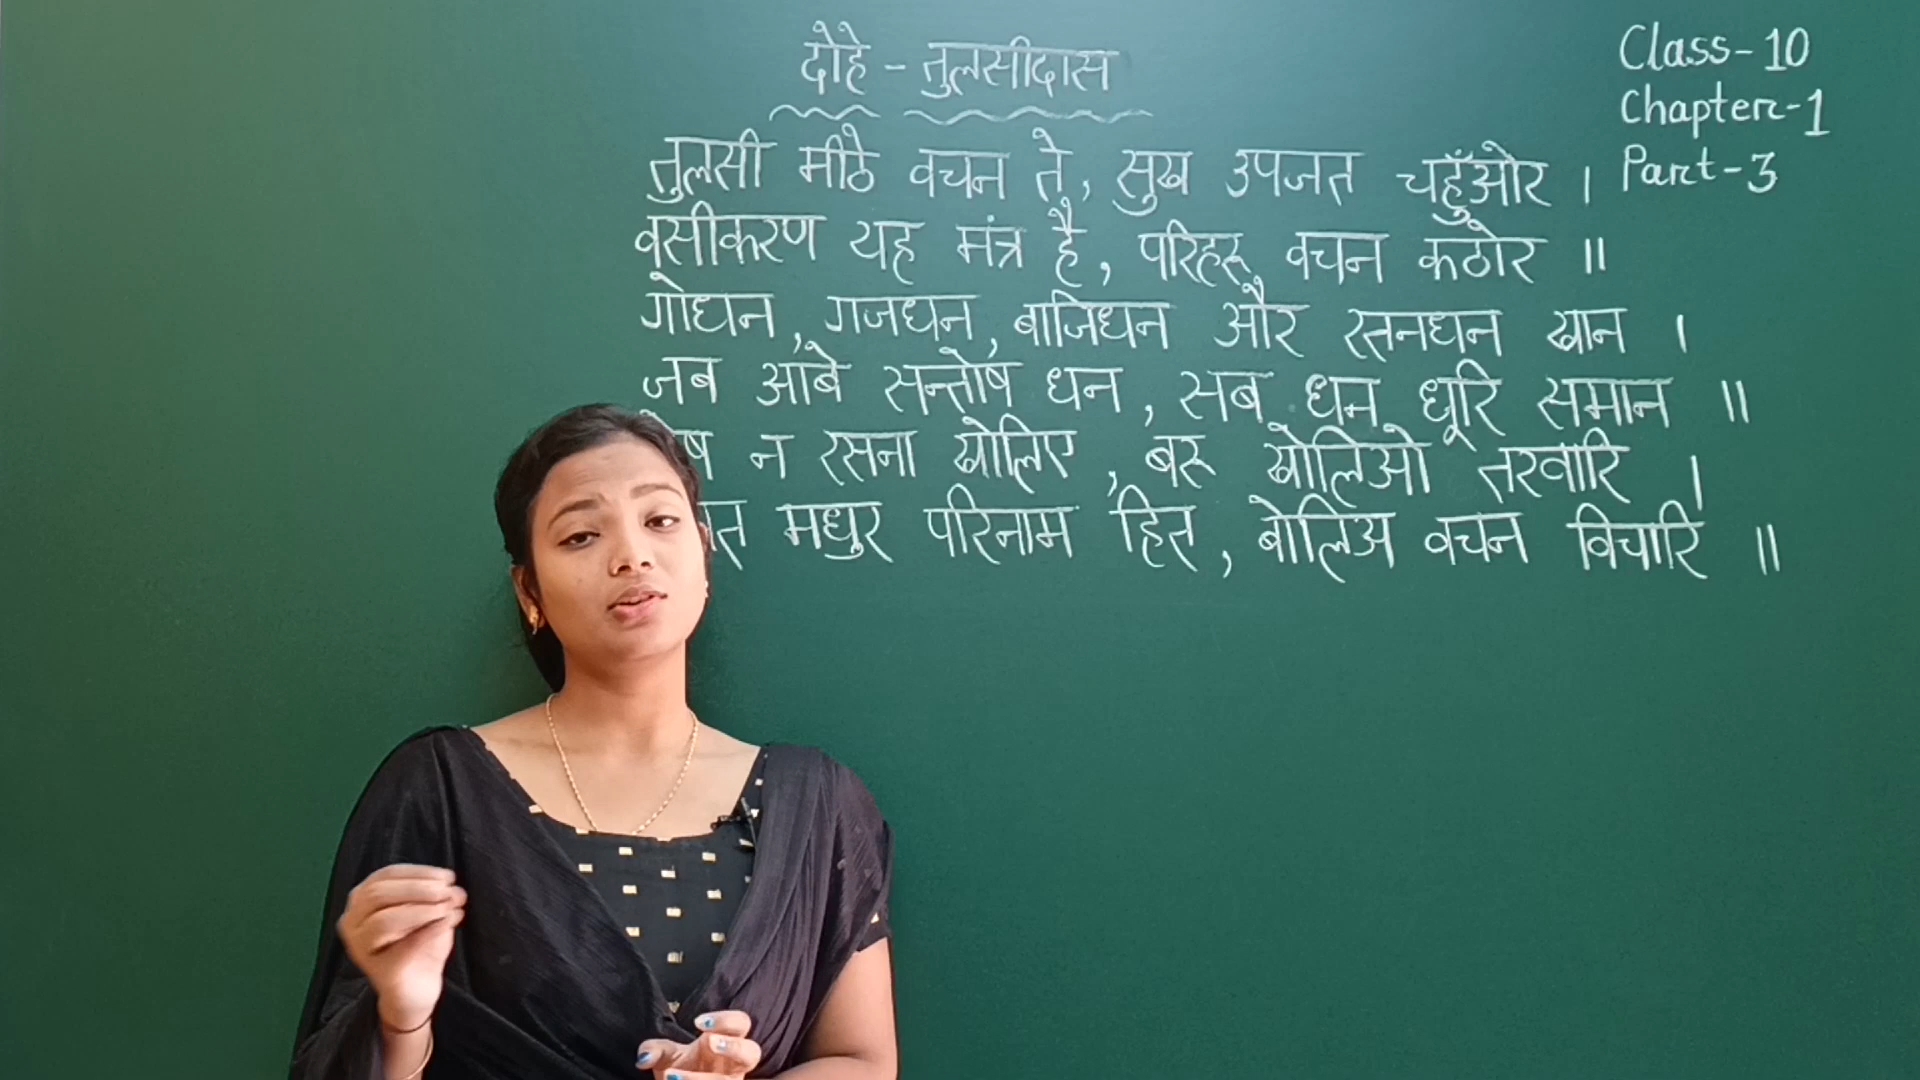 दोहे - तुलसीदास
Class-10
Chapter-1
Part-3
तुलसी मीठे वचन ते, सुख उपजत चहुँओर ।
वसीकरण यह मंत्र है, परिहरू वचन कठोर ॥
गोधन, गजधन, बाजिधन और रतनधन खान ।
जब आंबे सन्तोष धन, सब धन धूरि समान ॥
न रसना खोलिए, बरू खोलिओ तरवारि ।
मधुर परिनाम हित, बोलिअ वचन विचारि ॥